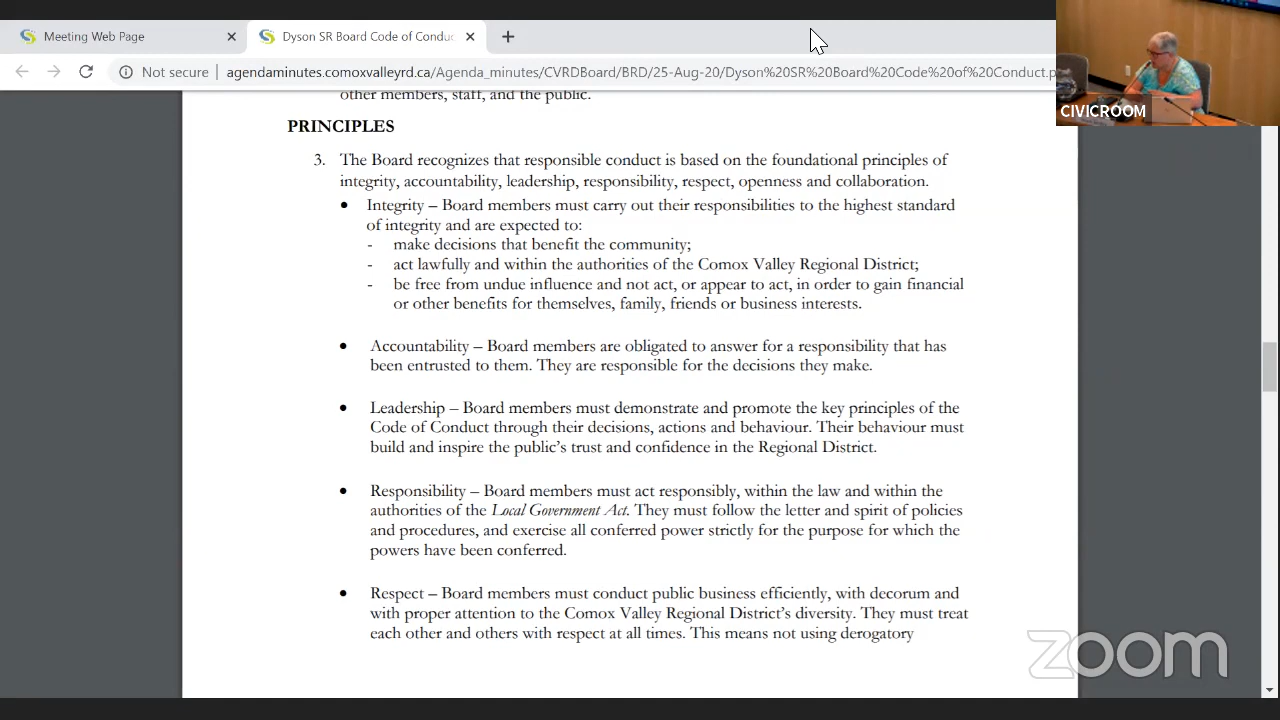 Meeting Web Page
Dyson SR Board Code of Conduc
Not secure | agendaminutes.comoxvalleyrd.ca/Agenda_minutes/CVRDBoard/BRD/25-Aug-20/Dyson%20SR%20Board%20Code%20of%20Conduct.p
CIVICROOM
other members, staff, and the public.
PRINCIPLES
3. The Board recognizes that responsible conduct is based on the foundational principles of
integrity, accountability, leadership, responsibility, respect, openness and collaboration.
• Integrity – Board members must carry out their responsibilities to the highest standard
of integrity and are expected to:
- make decisions that benefit the community;
- act lawfully and within the authorities of the Comox Valley Regional District;
- be free from undue influence and not act, or appear to act, in order to gain financial
or other benefits for themselves, family, friends or business interests.
• Accountability – Board members are obligated to answer for a responsibility that has
been entrusted to them. They are responsible for the decisions they make.
• Leadership – Board members must demonstrate and promote the key principles of the
Code of Conduct through their decisions, actions and behaviour. Their behaviour must
build and inspire the public’s trust and confidence in the Regional District.
• Responsibility – Board members must act responsibly, within the law and within the
authorities of the Local Government Act. They must follow the letter and spirit of policies
and procedures, and exercise all conferred power strictly for the purpose for which the
powers have been conferred.
• Respect – Board members must conduct public business efficiently, with decorum and
with proper attention to the Comox Valley Regional District’s diversity. They must treat
each other and others with respect at all times. This means not using derogatory
zoom